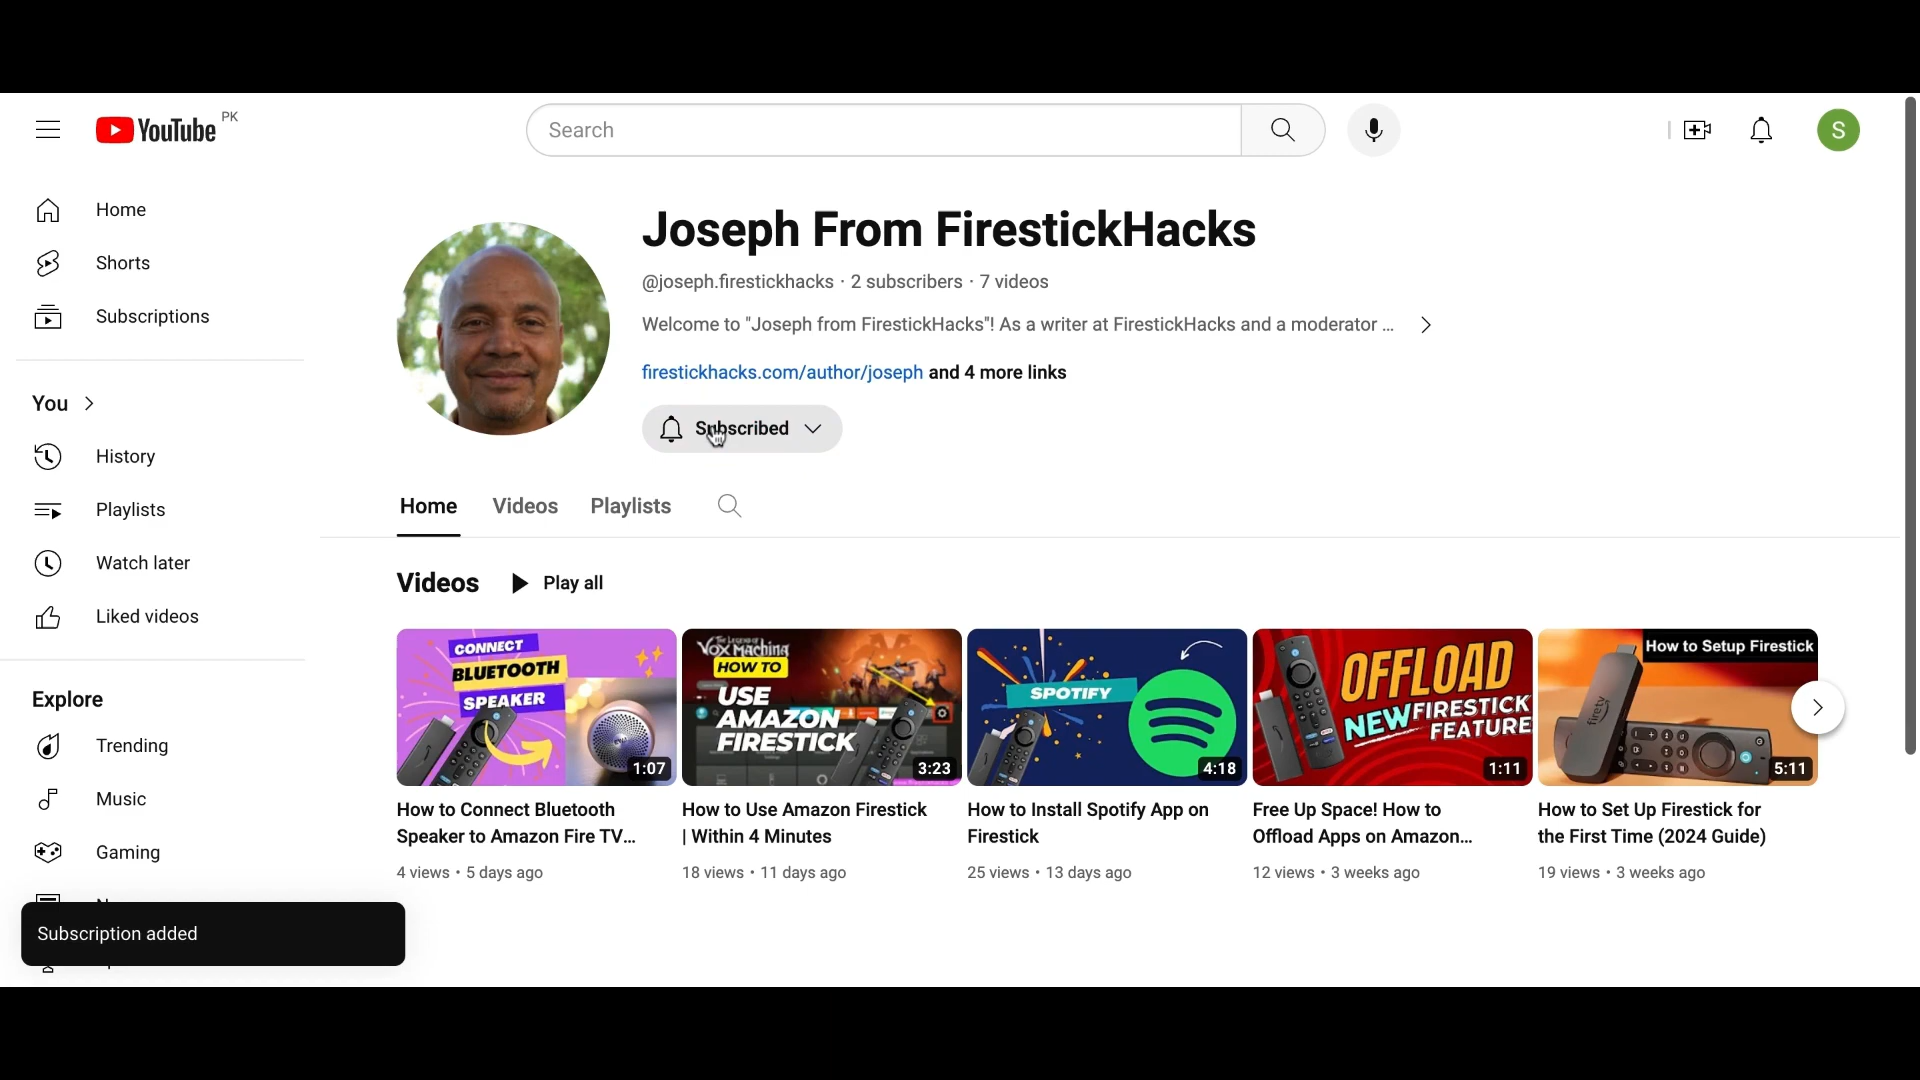 YouTube PK
Search
S
Home
Shorts
Subscriptions
You
History
Playlists
Watch later
Liked videos
Explore
Trending
Music
Gaming
Subscription added
Joseph From FirestickHacks
@joseph.firestickhacks · 2 subscribers · 7 videos
Welcome to "Joseph from FirestickHacks"! As a writer at FirestickHacks and a moderator ...
firestickhacks.com/author/joseph and 4 more links
Subscribed
Home Videos Playlists
Videos Play all
CONNECT
BLUETOOTH
SPEAKER
1:07
How to Connect Bluetooth
Speaker to Amazon Fire TV...
4 views • 5 days ago
The Legend of
VOX MACHINA
HOW TO
USE
AMAZON
FIRESTICK
3:23
How to Use Amazon Firestick
| Within 4 Minutes
18 views • 11 days ago
SPOTIFY
4:18
How to Install Spotify App on
Firestick
25 views • 13 days ago
OFFLOAD
NEW FIRESTICK
FEATURE
1:11
Free Up Space! How to
Offload Apps on Amazon...
12 views • 3 weeks ago
How to Setup Firestick
firetv
5:11
How to Set Up Firestick for
the First Time (2024 Guide)
19 views • 3 weeks ago